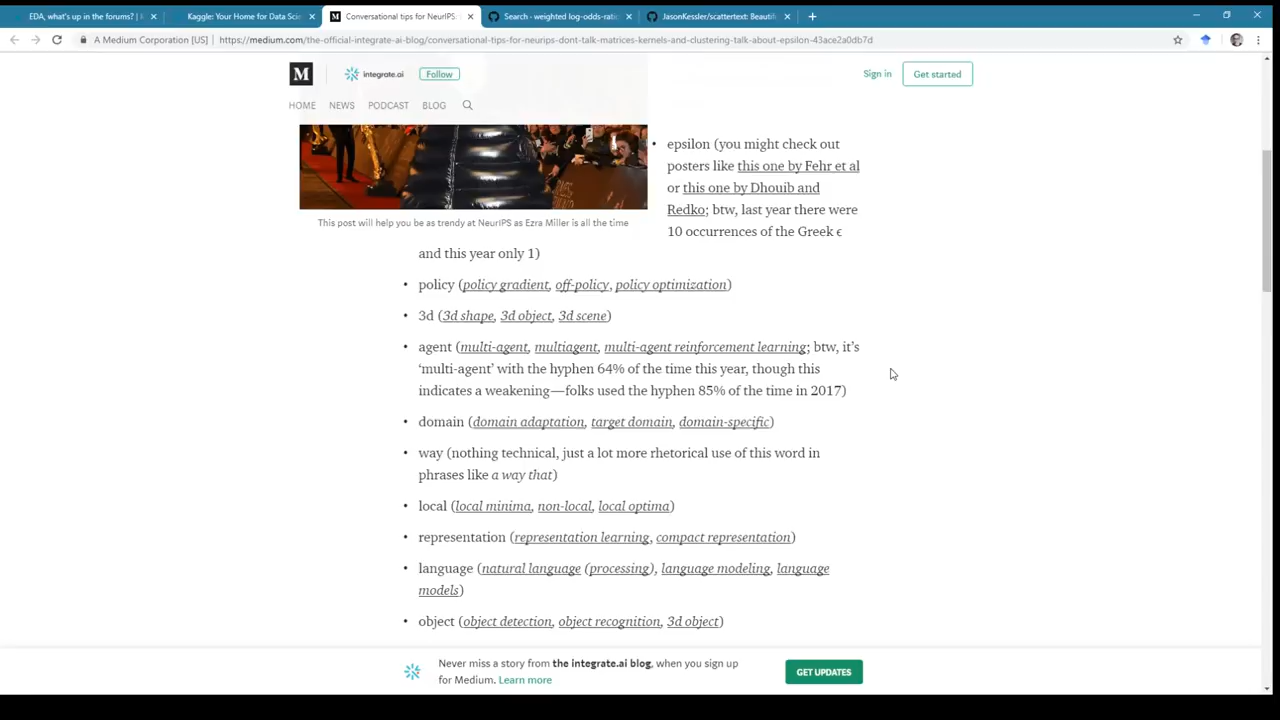 EDA, what's up in the forums? |
Kaggle: Your Home for Data Scie
Conversational tips for NeurIPS:
Search · weighted log-odds-ratio
JasonKessler/scattertext: Beautif
A Medium Corporation [US] | https://medium.com/the-official-integrate-ai-blog/conversational-tips-for-neurips-dont-talk-matrices-kernels-and-clustering-talk-about-epsilon-43ace2a0db7d
M
integrate.ai
Follow
Sign in
Get started
HOME NEWS PODCAST BLOG
This post will help you be as trendy at NeurIPS as Ezra Miller is all the time
• epsilon (you might check out
posters like this one by Fehr et al
or this one by Dhouib and
Redko; btw, last year there were
10 occurrences of the Greek ϵ
and this year only 1)
• policy (policy gradient, off-policy, policy optimization)
• 3d (3d shape, 3d object, 3d scene)
• agent (multi-agent, multiagent, multi-agent reinforcement learning; btw, it’s
‘multi-agent’ with the hyphen 64% of the time this year, though this
indicates a weakening—folks used the hyphen 85% of the time in 2017)
• domain (domain adaptation, target domain, domain-specific)
• way (nothing technical, just a lot more rhetorical use of this word in
phrases like a way that)
• local (local minima, non-local, local optima)
• representation (representation learning, compact representation)
• language (natural language (processing), language modeling, language
models)
• object (object detection, object recognition, 3d object)
Never miss a story from the integrate.ai blog, when you sign up
for Medium. Learn more
GET UPDATES